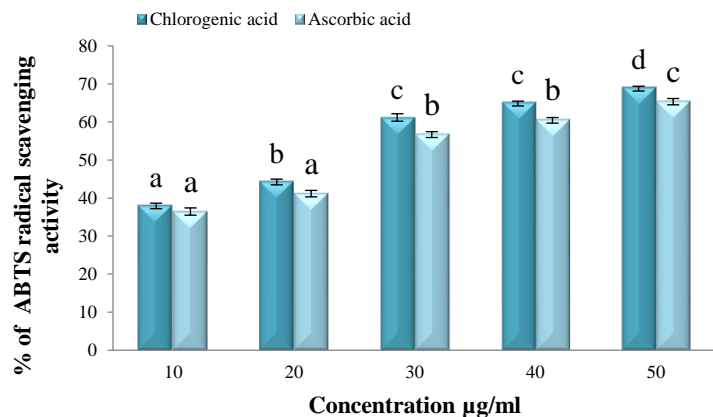 Chlorogenic acid Ascorbic acid
80
70
60
50
40
30
20
10
0
% of ABTS radical scavenging
activity
a a
b a
c b
c b
d c
10 20 30 40 50
Concentration µg/ml